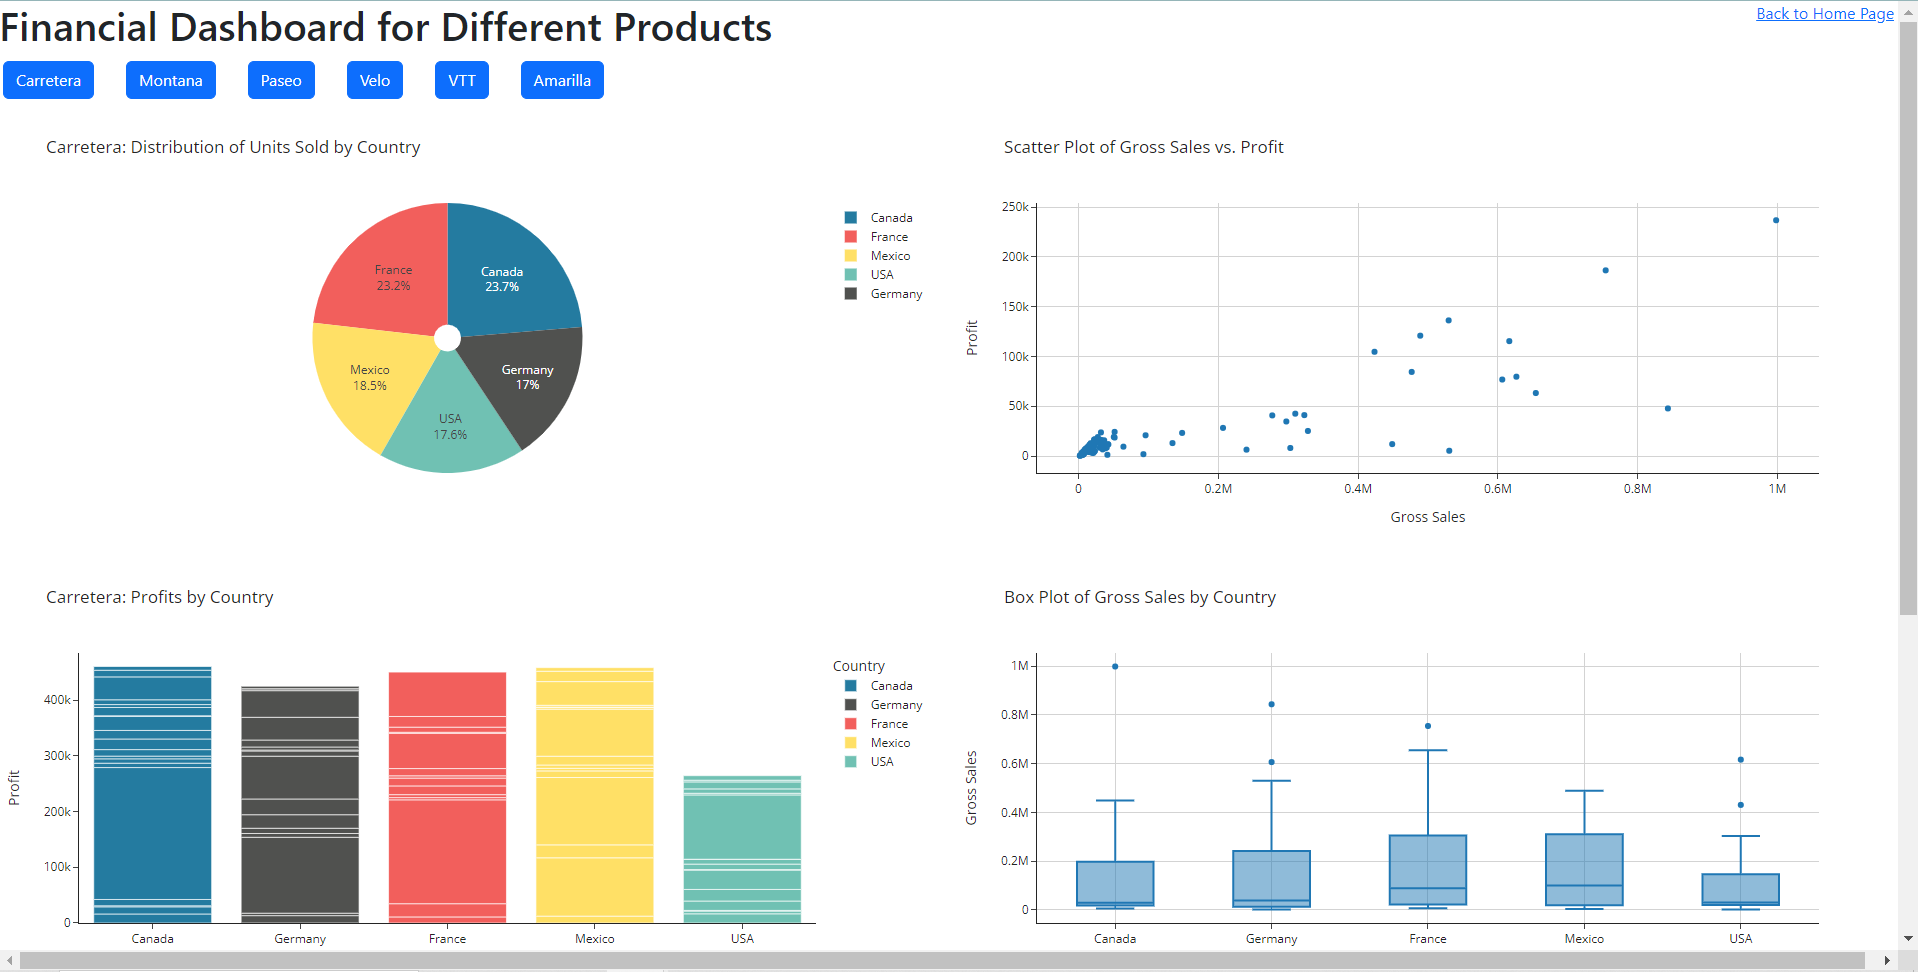 Financial Dashboard for Different Products
Back to Home Page
Carretera Montana Paseo Velo VTT Amarilla
Carretera: Distribution of Units Sold by Country
France
23.2%
Canada
23.7%
Mexico
18.5%
Germany
17%
USA
17.6%
Canada
France
Mexico
USA
Germany
Scatter Plot of Gross Sales vs. Profit
250k
200k
150k
100k
50k
0
Profit
0 0.2M 0.4M 0.6M 0.8M 1M
Gross Sales
Carretera: Profits by Country
400k
300k
200k
100k
0
Profit
Canada Germany France Mexico USA
Country
Canada
Germany
France
Mexico
USA
Box Plot of Gross Sales by Country
1M
0.8M
0.6M
0.4M
0.2M
0
Gross Sales
Canada Germany France Mexico USA